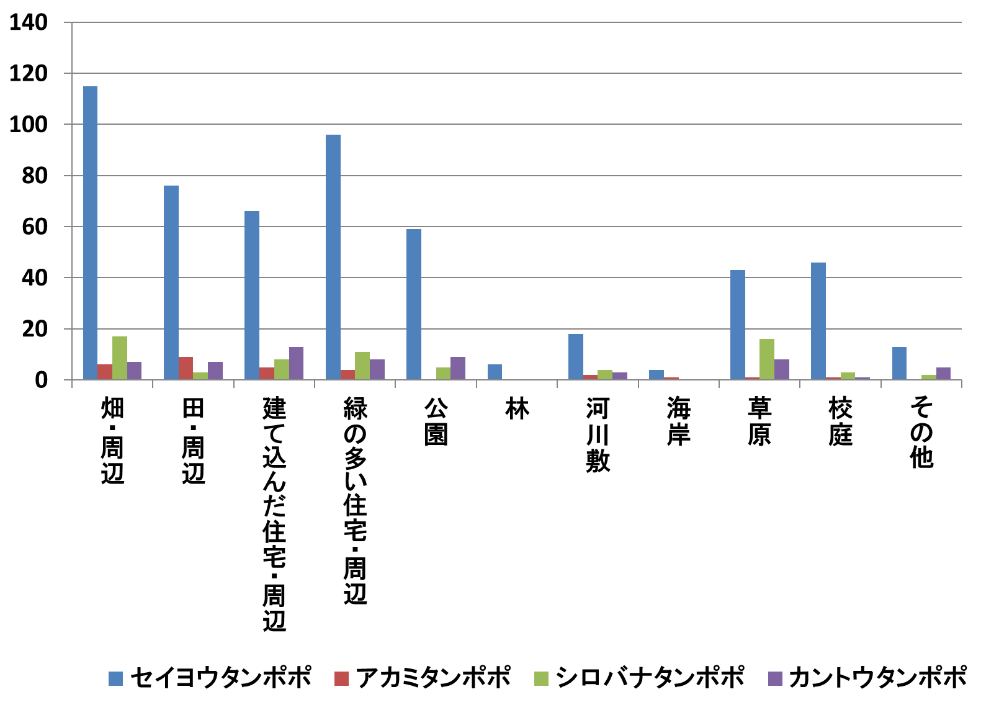 140
120
100
80
60
40
20
0
畑・周辺
田・周辺
建て込んだ住宅・周辺
緑の多い住宅・周辺
公園
林
河川敷
海岸
草原
校庭
その他
セイヨウタンポポ
アカミタンポポ
シロバナタンポポ
カントウタンポポ